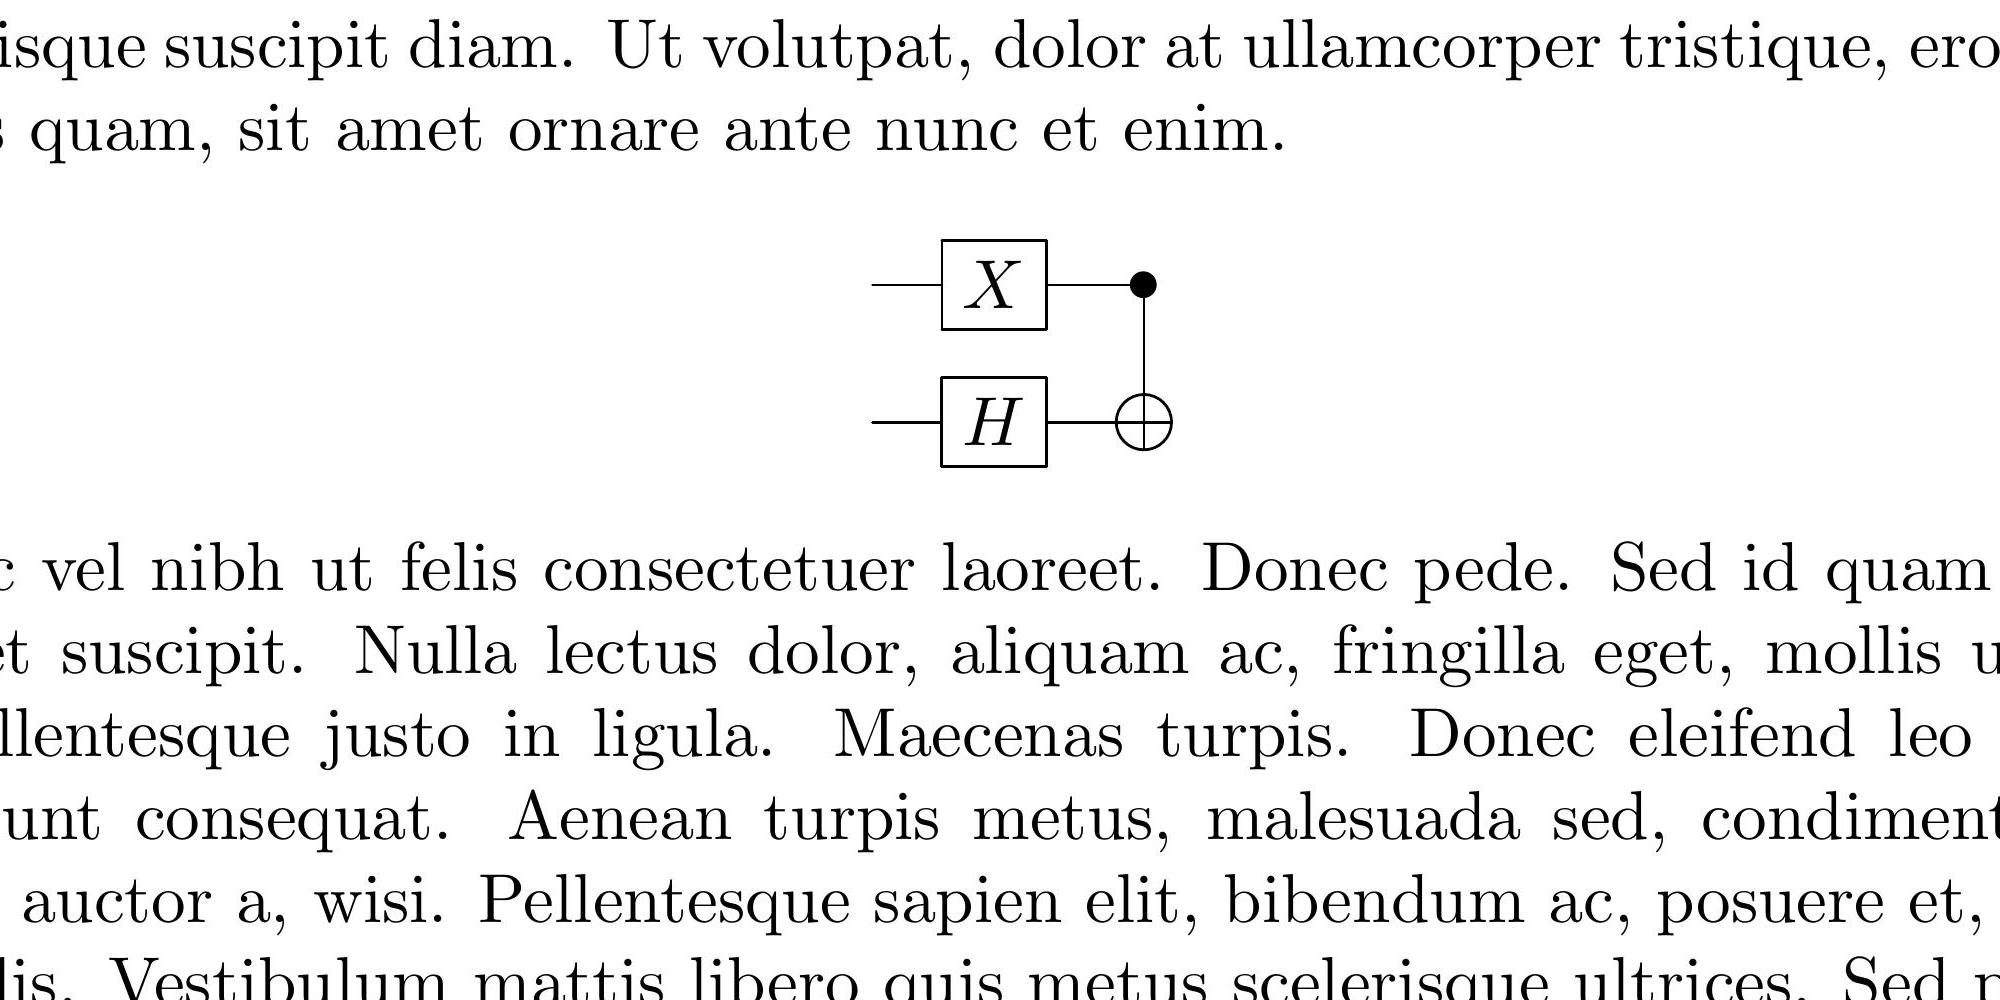 isque suscipit diam. Ut volutpat, dolor at ullamcorper tristique, ero
s quam, sit amet ornare ante nunc et enim.
X
H
c vel nibh ut felis consectetuer laoreet. Donec pede. Sed id quam
et suscipit. Nulla lectus dolor, aliquam ac, fringilla eget, mollis u
llentesque justo in ligula. Maecenas turpis. Donec eleifend leo
unt consequat. Aenean turpis metus, malesuada sed, condiment
auctor a, wisi. Pellentesque sapien elit, bibendum ac, posuere et,
lis. Vestibulum mattis libero quis metus scelerisque ultrices. Sed